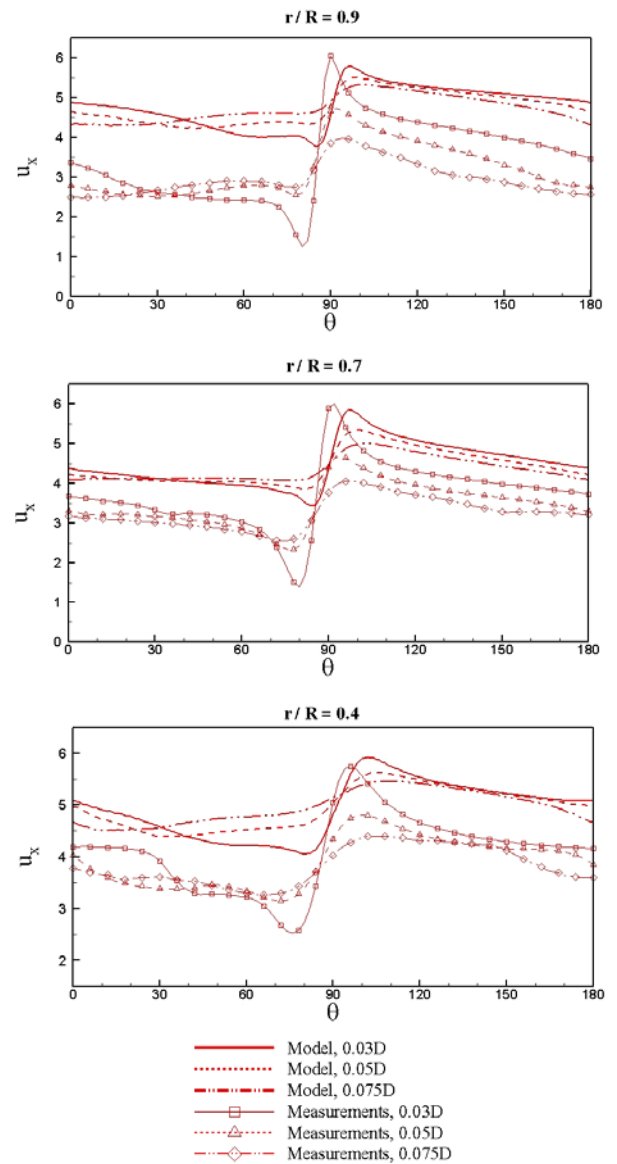 r / R = 0.9
6
5
4
3
2
1
0
u_x
0 30 60 90 120 150 180
θ
r / R = 0.7
6
5
4
3
2
1
0
u_x
0 30 60 90 120 150 180
θ
r / R = 0.4
6
5
4
3
2
u_x
0 30 60 90 120 150 180
θ
Model, 0.03D
Model, 0.05D
Model, 0.075D
Measurements, 0.03D
Measurements, 0.05D
Measurements, 0.075D